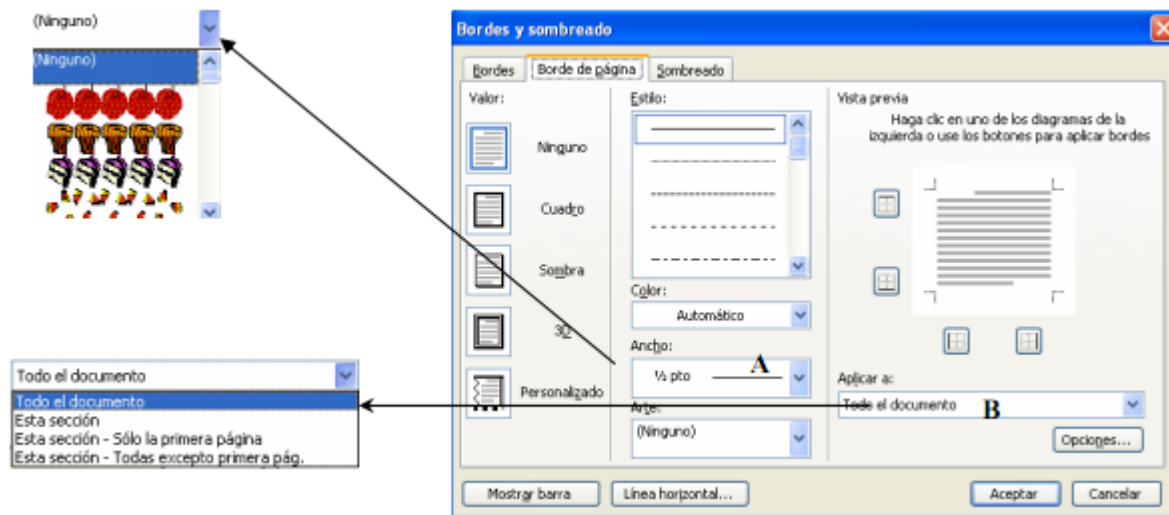 (Ninguno)
(Ninguno)
Todo el documento
Todo el documento
Esta sección
Esta sección - Sólo la primera página
Esta sección - Todas excepto primera pág.
Bordes y sombreado
Bordes
Borde de página
Sombreado
Valor:
Ninguno
Cuadro
Sombra
3D
Personalizado
Estilo:
Color:
Automático
Ancho:
½ pto
A
Arte:
(Ninguno)
Vista previa
Haga clic en uno de los diagramas de la
izquierda o use los botones para aplicar bordes
Aplicar a:
Todo el documento
B
Opciones...
Mostrar barra
Línea horizontal...
Aceptar
Cancelar